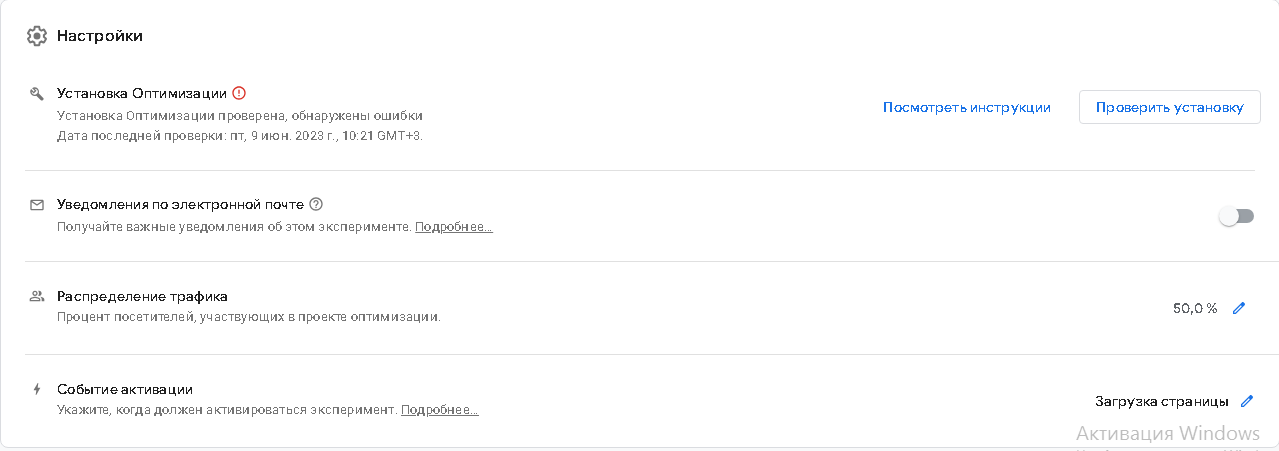 Настройки
Установка Оптимизации
Установка Оптимизации проверена, обнаружены ошибки
Дата последней проверки: пт, 9 июн. 2023 г., 10:21 GMT+3.
Посмотреть инструкции
Проверить установку
Уведомления по электронной почте
Получайте важные уведомления об этом эксперименте. Подробнее…
Распределение трафика
Процент посетителей, участвующих в проекте оптимизации.
50,0 %
Событие активации
Укажите, когда должен активироваться эксперимент. Подробнее…
Загрузка страницы
Активация Windows